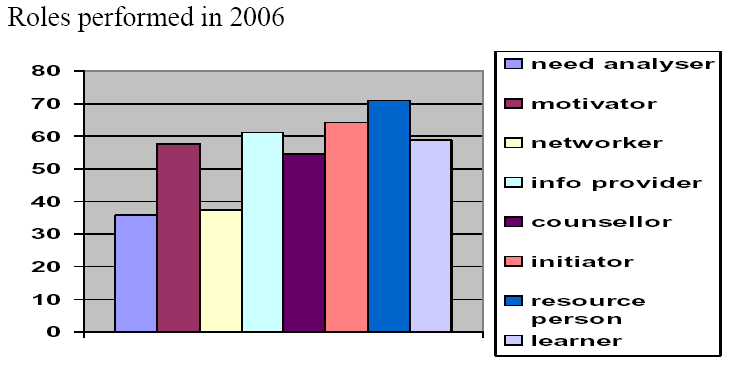 Roles performed in 2006
80
70
60
50
40
30
20
10
0
need analyser
motivator
networker
info provider
counsellor
initiator
resource
person
learner